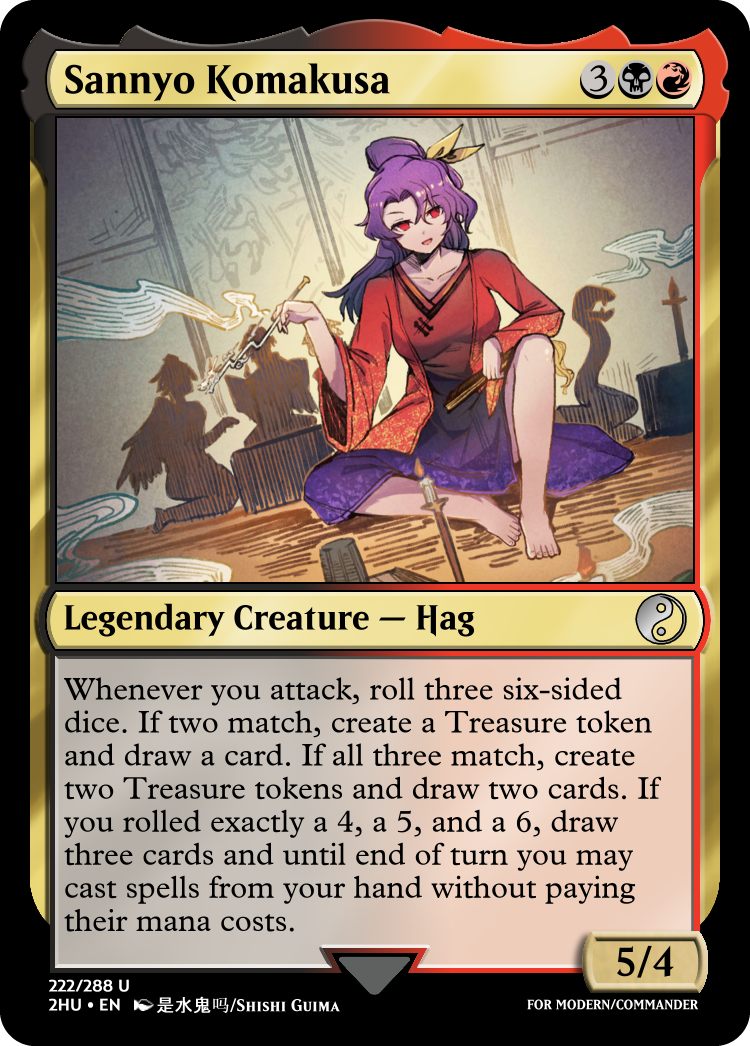 Sannyo Komakusa
3
Legendary Creature — Hag
Whenever you attack, roll three six-sided
dice. If two match, create a Treasure token
and draw a card. If all three match, create
two Treasure tokens and draw two cards. If
you rolled exactly a 4, a 5, and a 6, draw
three cards and until end of turn you may
cast spells from your hand without paying
their mana costs.
5/4
222/288 U
2HU • EN 是水鬼吗/Shishi Guima
FOR MODERN/COMMANDER